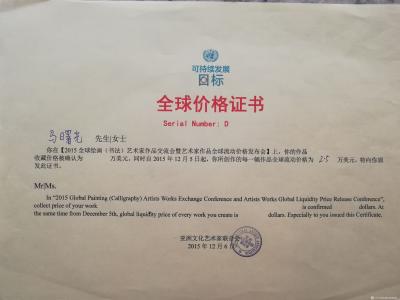 可持续发展
目标
全球价格证书
Serial Number: D
马曙光 先生|女士
你在【2015 全球绘画（书法）艺术家作品交流会暨艺术家作品全球流动价格发布会】上，你的作品
收藏价格被确认为 万美元，同时自 2015 年 12 月 5 日起，你所创作的每一幅作品全球流动价格为 2.5 万美元，特向你颁
发此证书。
Mr|Ms.
In "2015 Global Painting (Calligraphy) Artists Works Exchange Conference and Artists Works Global Liquidity Price Release Conference",
collect price of your work is confirmed dollars. At
the same time from December 5th, global liquidity price of every work you create is dollars. Especially to you issued this Certificate.
亚洲文化艺术家联合会
2015 年 12 月 6 日